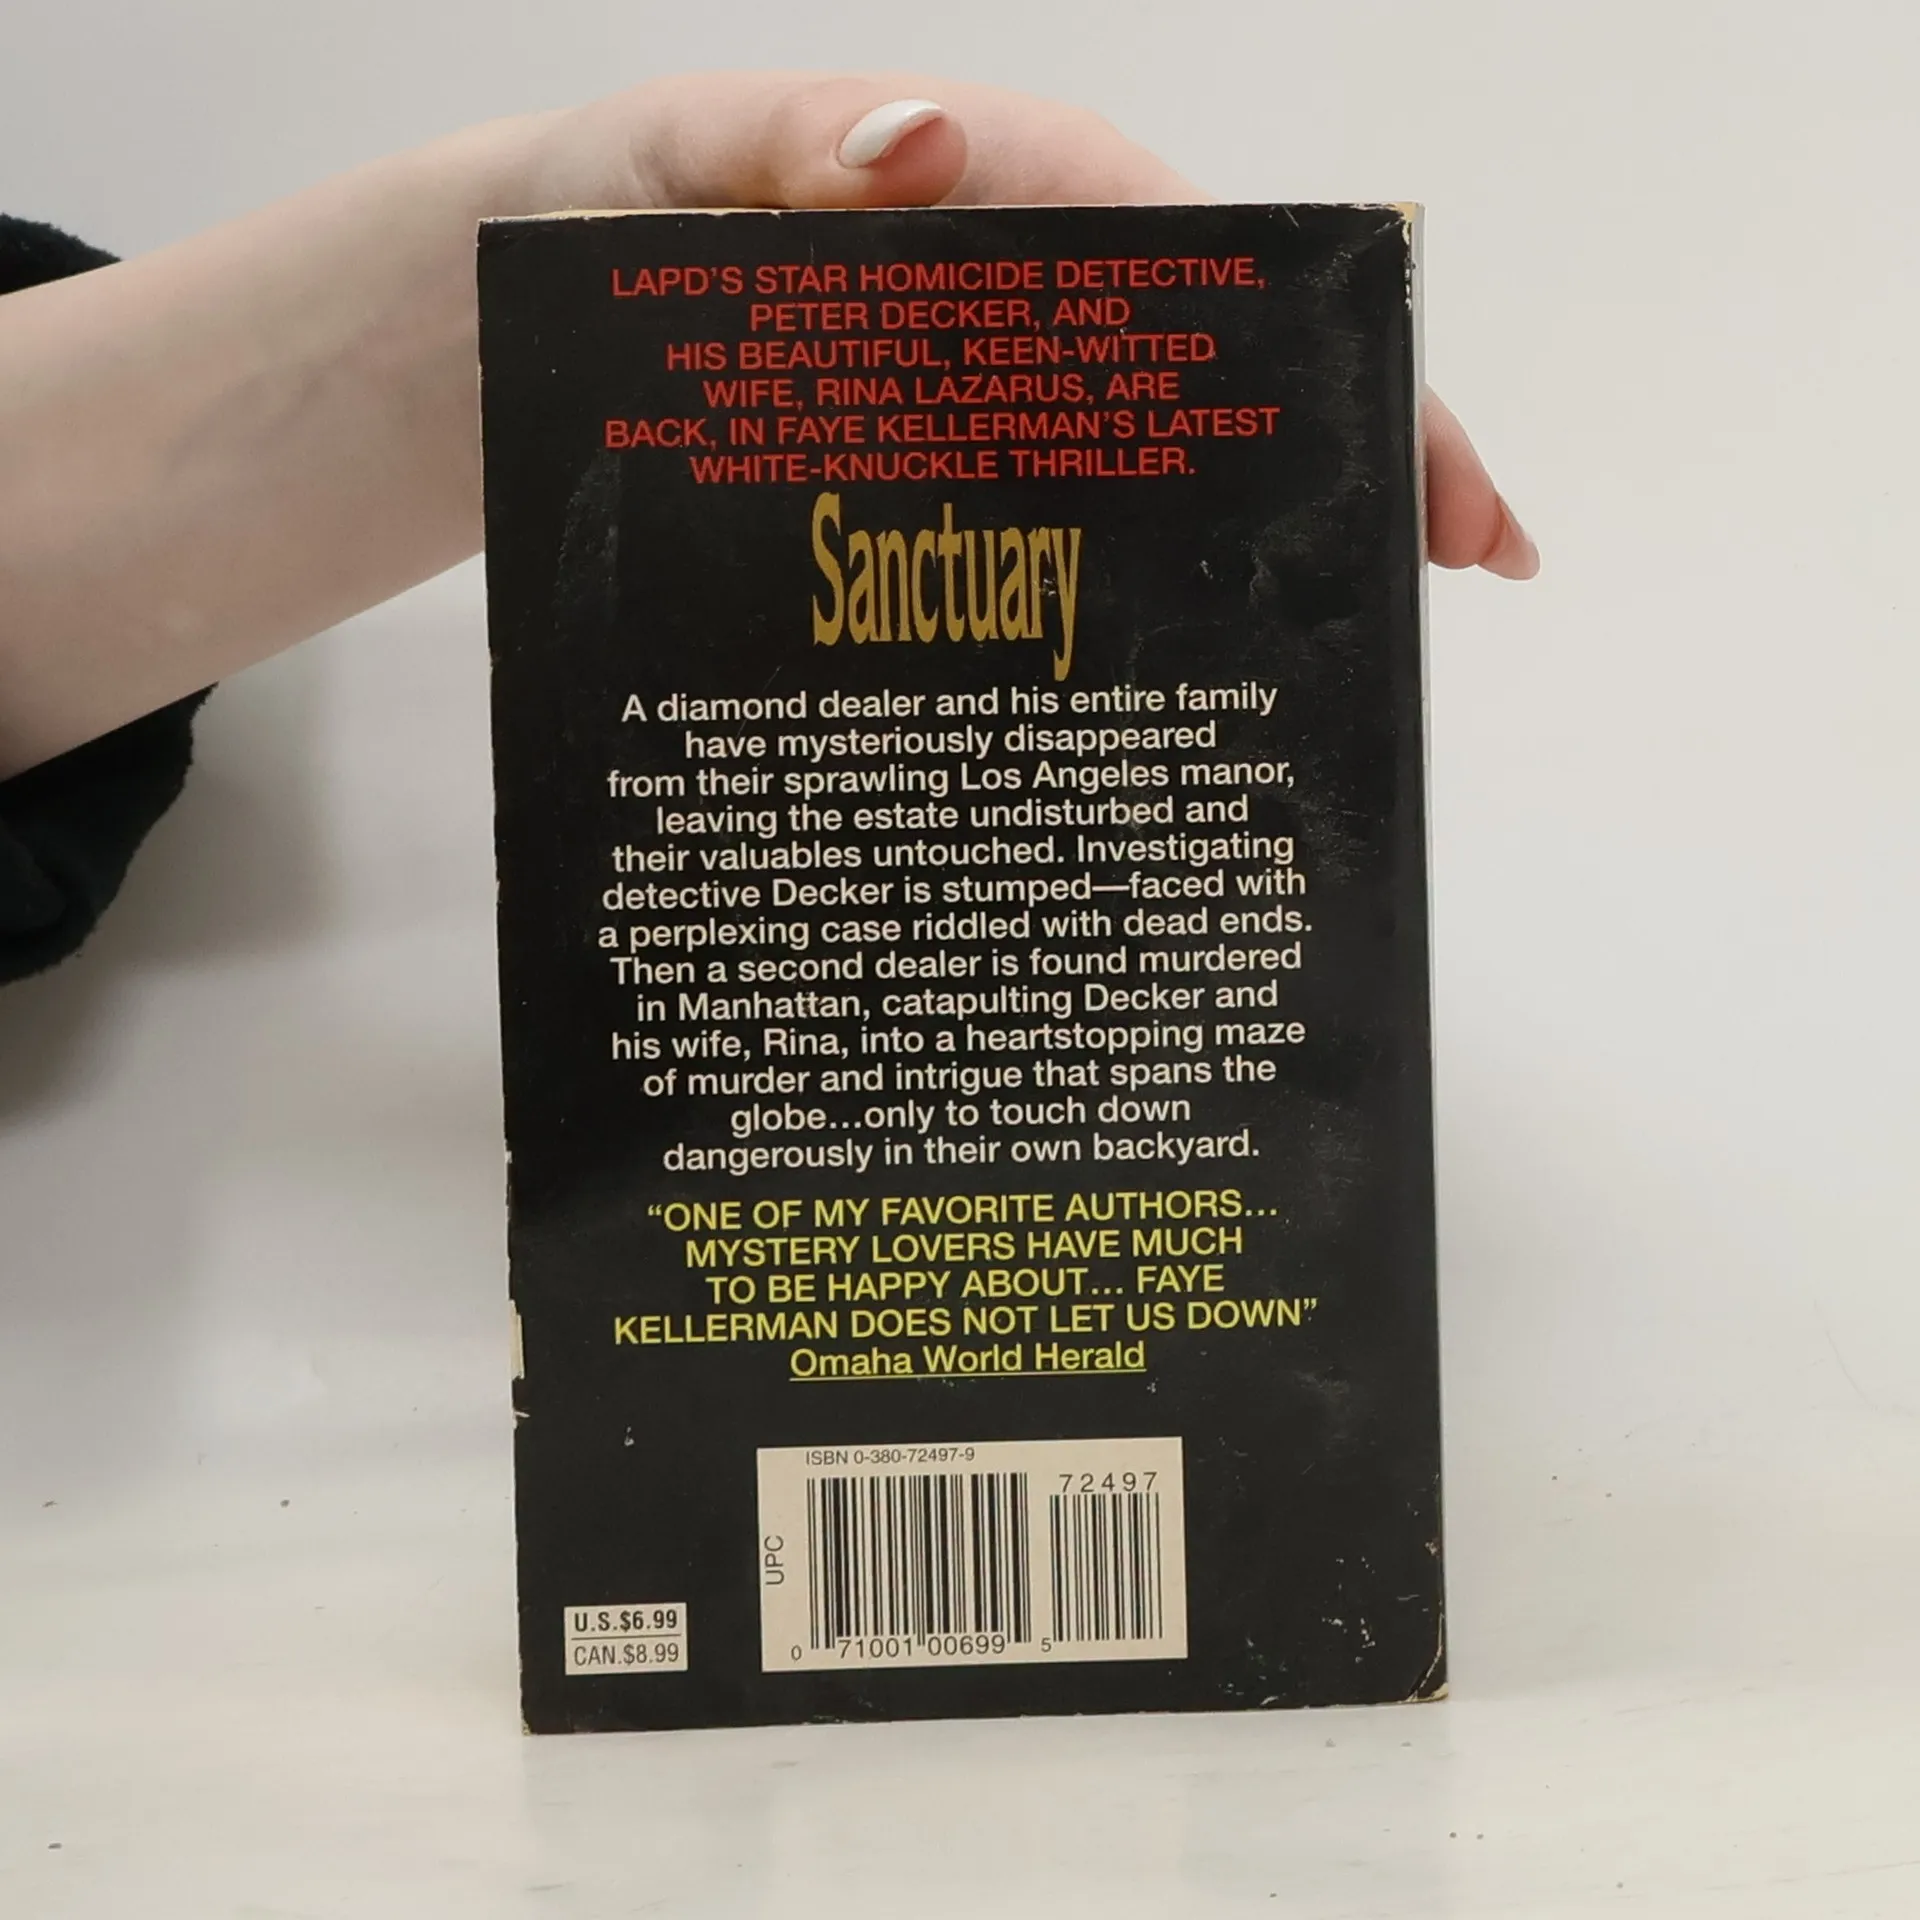 LAPD'S STAR HOMICIDE DETECTIVE,
PETER DECKER, AND
HIS BEAUTIFUL, KEEN-WITTED
WIFE, RINA LAZARUS, ARE
BACK, IN FAYE KELLERMAN'S LATEST
WHITE-KNUCKLE THRILLER.
Sanctuary
A diamond dealer and his entire family
have mysteriously disappeared
from their sprawling Los Angeles manor,
leaving the estate undisturbed and
their valuables untouched. Investigating
detective Decker is stumped—faced with
a perplexing case riddled with dead ends.
Then a second dealer is found murdered
in Manhattan, catapulting Decker and
his wife, Rina, into a heartstopping maze
of murder and intrigue that spans the
globe...only to touch down
dangerously in their own backyard.
“ONE OF MY FAVORITE AUTHORS...
MYSTERY LOVERS HAVE MUCH
TO BE HAPPY ABOUT... FAYE
KELLERMAN DOES NOT LET US DOWN”
Omaha World Herald
ISBN 0-380-72497-9
72497
UPC
0 71001 00699 5
U.S.$6.99
CAN.$8.99